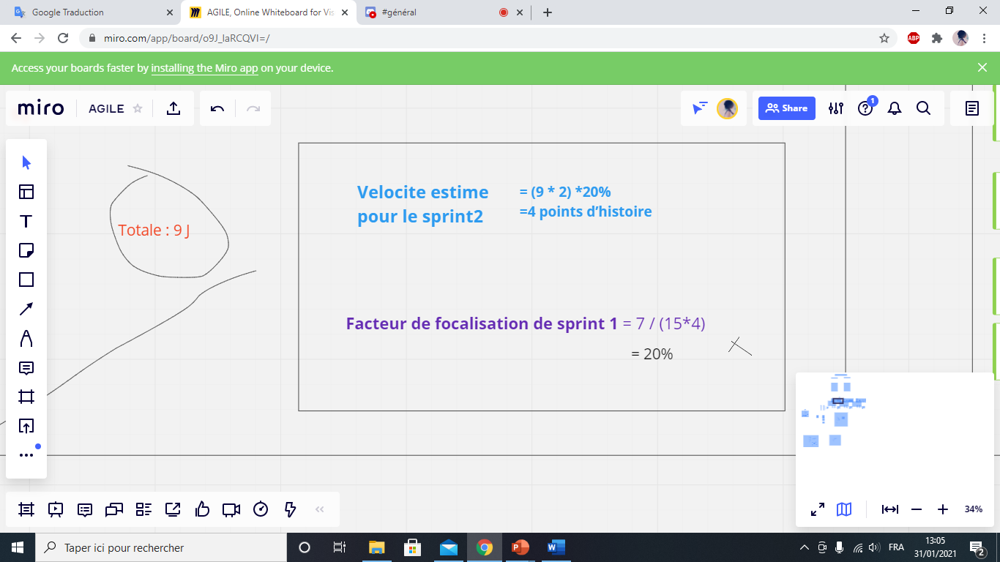 Google Traduction
AGILE, Online Whiteboard for Vis
#général
miro.com/app/board/o9J_laRCQVI=/
ABP
Access your boards faster by installing the Miro app on your device.
miro
AGILE
Share
1
Velocite estime
pour le sprint2
= (9 * 2) *20%
=4 points d'histoire
Totale : 9 J
Facteur de focalisation de sprint 1 = 7 / (15*4)
= 20%
34%
Taper ici pour rechercher
FRA
13:05
31/01/2021
2